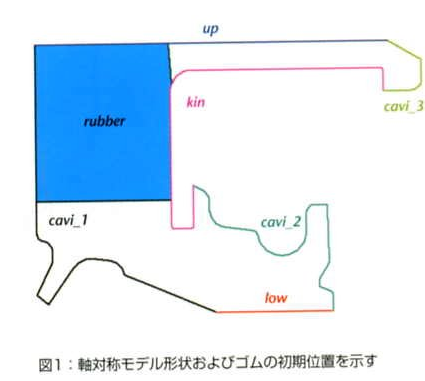 up
kin
rubber
cavi_3
cavi_1
cavi_2
low
図1：軸対称モデル形状およびゴムの初期位置を示す